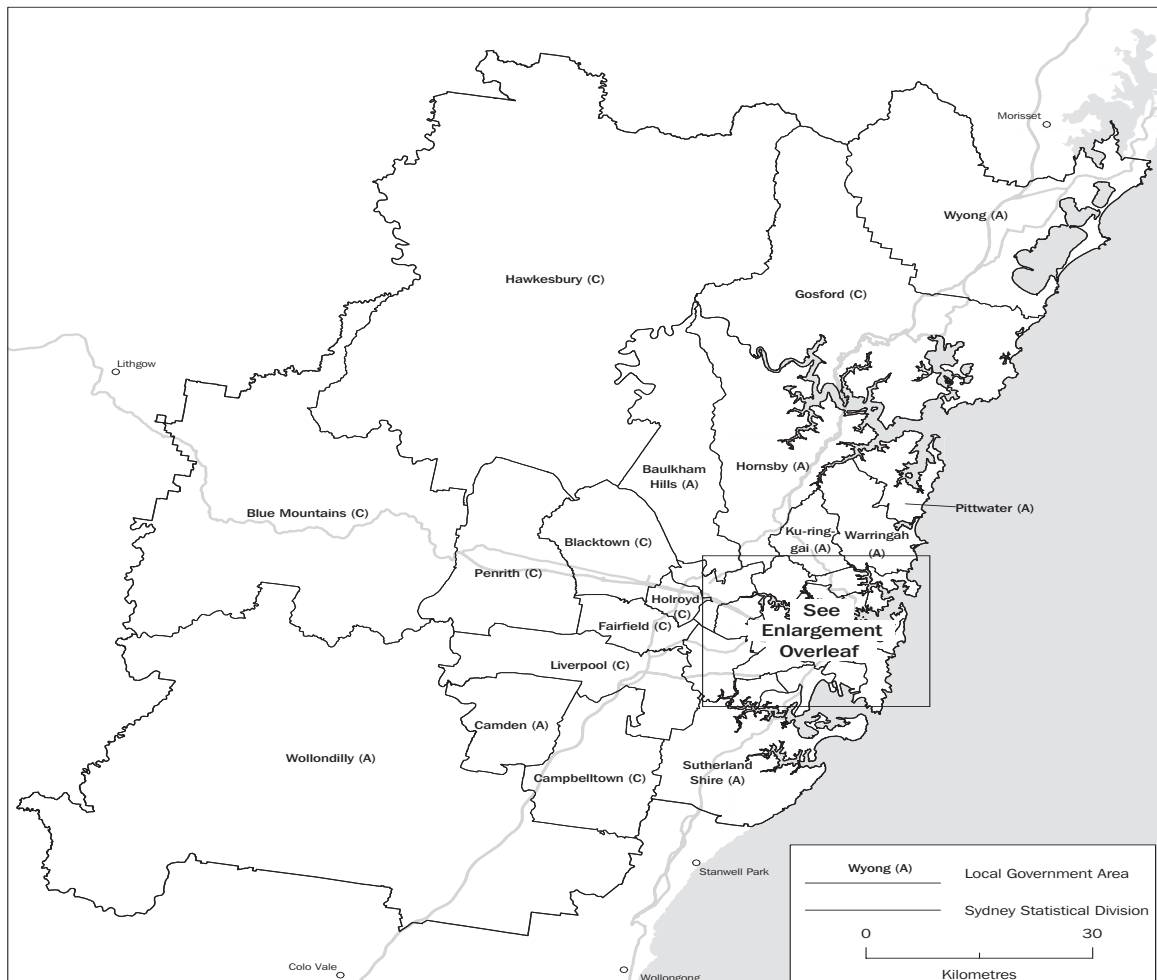 Morisset
Wyong (A)
Hawkesbury (C)
Gosford (C)
Lithgow
Baulkham
Hills (A)
Hornsby (A)
Pittwater (A)
Blue Mountains (C)
Ku-ring-
gai (A)
Warringah
(A)
Blacktown (C)
Penrith (C)
Holroyd
(C)
See
Enlargement
Overleaf
Fairfield (C)
Liverpool (C)
Camden (A)
Wollondilly (A)
Campbelltown (C)
Sutherland
Shire (A)
Stanwell Park
Colo Vale
Wollongong
Wyong (A)
Local Government Area
Sydney Statistical Division
0 30
Kilometres